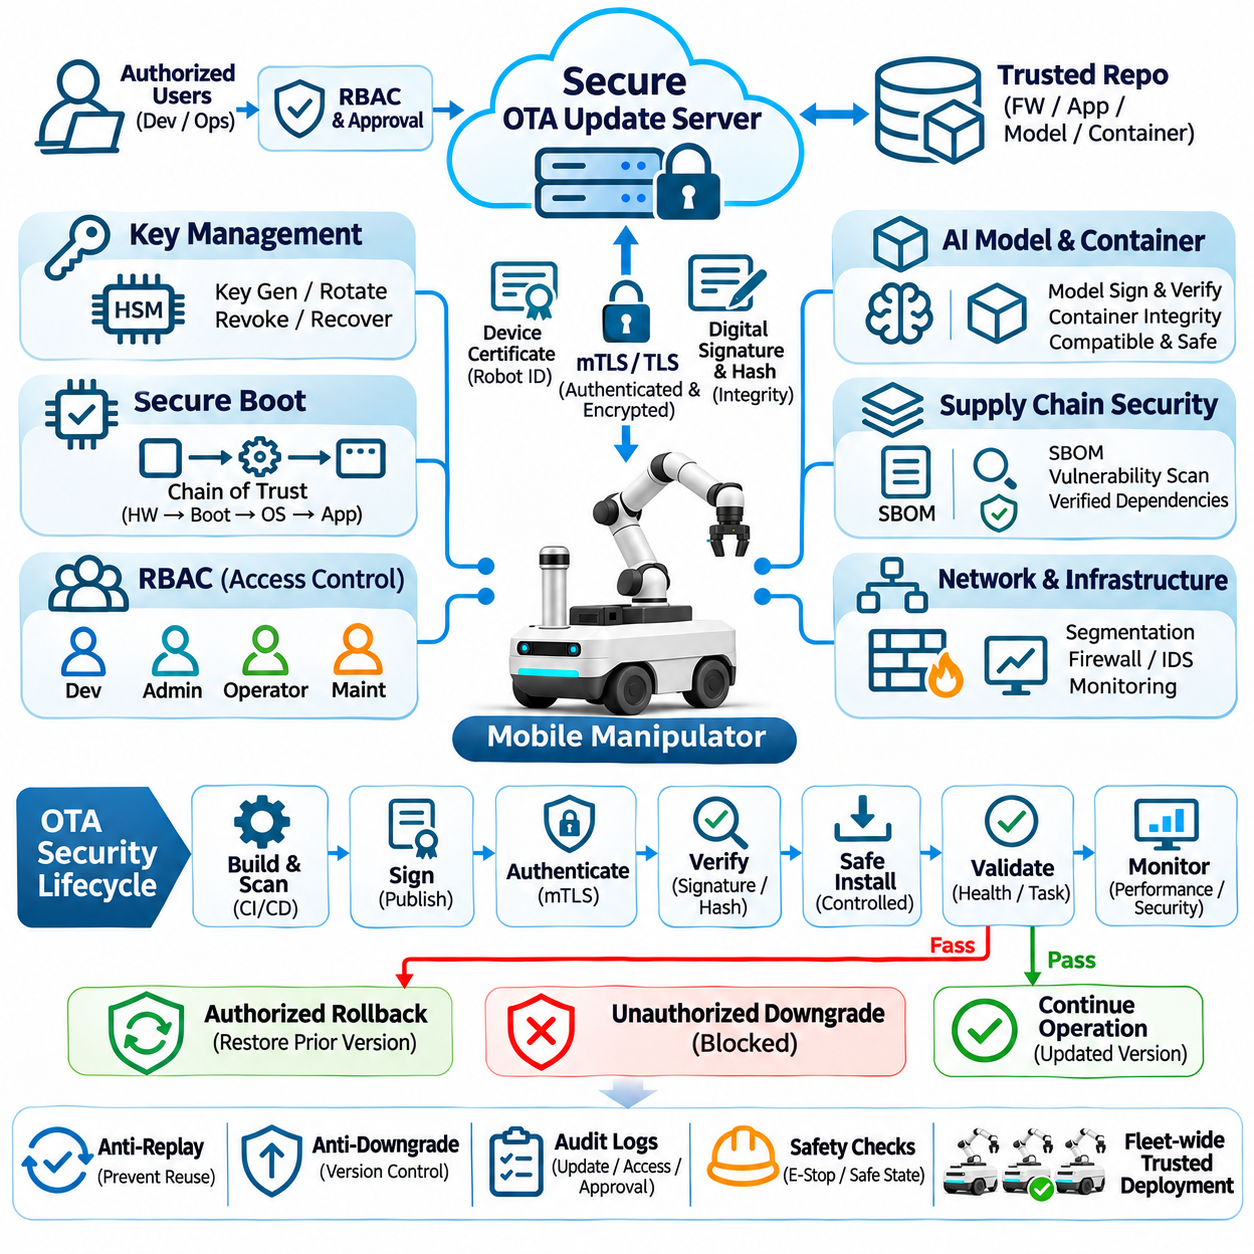 Authorized
Users
(Dev / Ops)
RBAC
& Approval
Secure
OTA Update Server
Trusted Repo
(FW / App /
Model / Container)
Key Management
HSM
Key Gen / Rotate
Revoke / Recover
Secure Boot
Chain of Trust
(HW → Boot → OS → App)
RBAC (Access Control)
Dev
Admin
Operator
Maint
Device
Certificate
(Robot ID)
mTLS / TLS
(Authenticated &
Encrypted)
Digital
Signature
& Hash
(Integrity)
AI Model & Container
Model Sign & Verify
Container Integrity
Compatible & Safe
Supply Chain Security
SBOM
SBOM
Vulnerability Scan
Verified Dependencies
Network & Infrastructure
Segmentation
Firewall / IDS
Monitoring
Mobile Manipulator
OTA
Security
Lifecycle
Build &
Scan
(CI/CD)
Sign
(Publish)
Authenticate
(mTLS)
Verify
(Signature /
Hash)
Safe
Install
(Controlled)
Validate
(Health / Task)
Monitor
(Performance /
Security)
Fass
Pass
Authorized Rollback
(Restore Prior Version)
Unauthorized Downgrade
(Blocked)
Continue
Operation
(Updated Version)
Anti-Replay
(Prevent Reuse)
Anti-Downgrade
(Version Control)
Audit Logs
(Update / Access /
Approval)
Safety Checks
(E-Stop / Safe State)
Fleet-wide
Trusted
Deployment